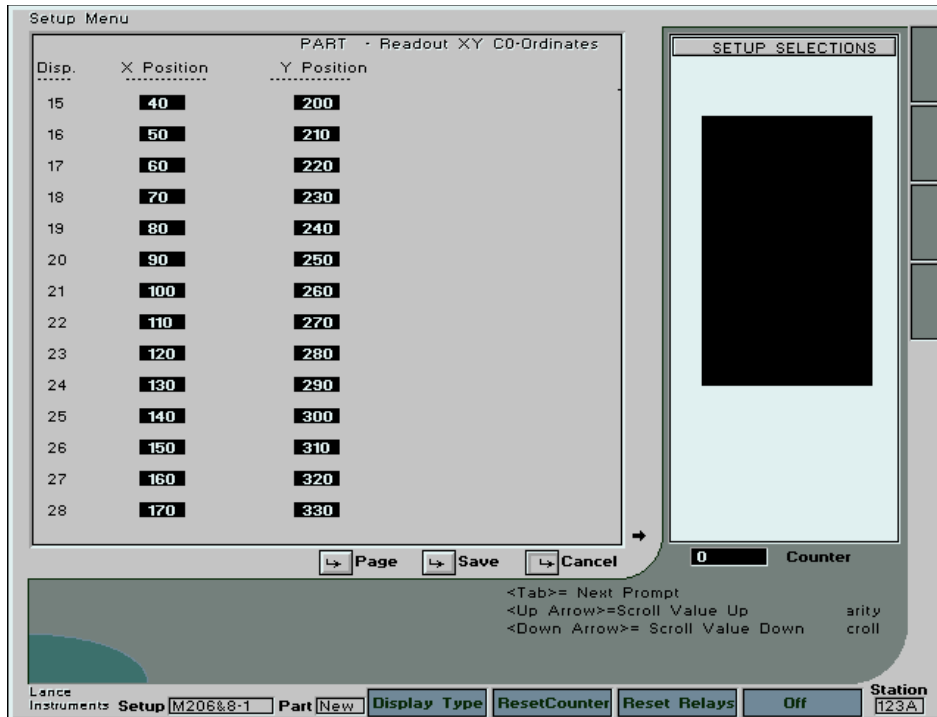 Setup Menu
PART - Readout XY C0-Ordinates
Disp. X Position Y Position
15 40 200
16 50 210
17 60 220
18 70 230
19 80 240
20 90 250
21 100 260
22 110 270
23 120 280
24 130 290
25 140 300
26 150 310
27 160 320
28 170 330
Page Save Cancel
SETUP SELECTIONS
0 Counter
<Tab>= Next Prompt
<Up Arrow>=Scroll Value Up arity
<Down Arrow>= Scroll Value Down croll
Lance
Instruments Setup M206&8-1 Part New Display Type ResetCounter Reset Relays Off
Station
123A